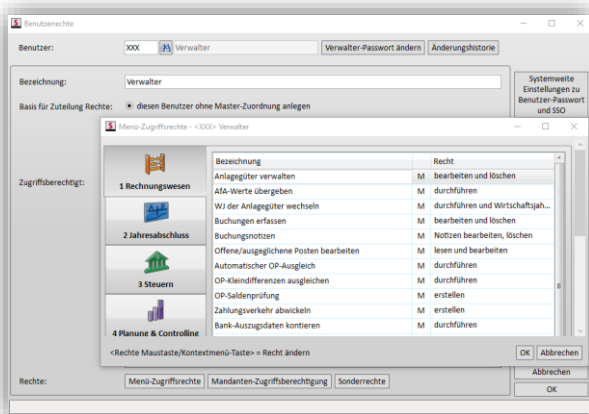 Benutzerrechte
Benutzer: XXX Verwalter Verwalter-Passwort ändern Änderungshistorie
Bezeichnung: Verwalter
Systemweite
Einstellungen zu
Benutzer-Passwort
und SSO
Basis für Zuteilung Rechte: diesen Benutzer ohne Master-Zuordnung anlegen
Zugriffsberechtigt:
Menü-Zugriffsrechte - <XXX> Verwalter
1 Rechnungswesen
2 Jahresabschluss
3 Steuern
4 Planung & Controlling
Bezeichnung Recht
Anlagegüter verwalten M bearbeiten und löschen
AfA-Werte übergeben M durchführen
WJ der Anlagegüter wechseln M durchführen und Wirtschaftsjah...
Buchungen erfassen M bearbeiten und löschen
Buchungsnotizen M Notizen bearbeiten, löschen
Offene/ausgeglichene Posten bearbeiten M lesen und bearbeiten
Automatischer OP-Ausgleich M durchführen
OP-Kleindifferenzen ausgleichen M durchführen
OP-Saldenprüfung M erstellen
Zahlungsverkehr abwickeln M erstellen
Bank-Auszugsdaten kontieren M durchführen
<Rechte Maustaste/Kontextmenü-Taste> = Recht ändern OK Abbrechen
Rechte: Menü-Zugriffsrechte Mandanten-Zugriffsberechtigung Sonderrechte
Abbrechen
OK